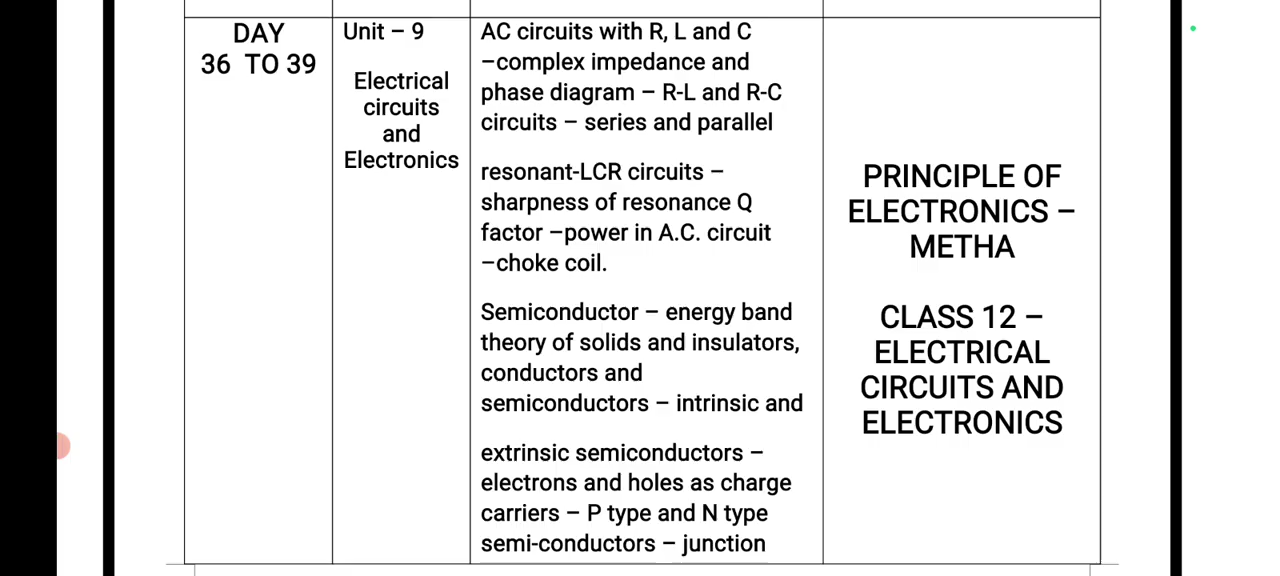 DAY
36 TO 39
Unit – 9
Electrical
circuits
and
Electronics
AC circuits with R, L and C
–complex impedance and
phase diagram – R-L and R-C
circuits – series and parallel
resonant-LCR circuits –
sharpness of resonance Q
factor –power in A.C. circuit
–choke coil.
Semiconductor – energy band
theory of solids and insulators,
conductors and
semiconductors – intrinsic and
extrinsic semiconductors –
electrons and holes as charge
carriers – P type and N type
semi-conductors – junction
PRINCIPLE OF
ELECTRONICS –
METHA
CLASS 12 –
ELECTRICAL
CIRCUITS AND
ELECTRONICS